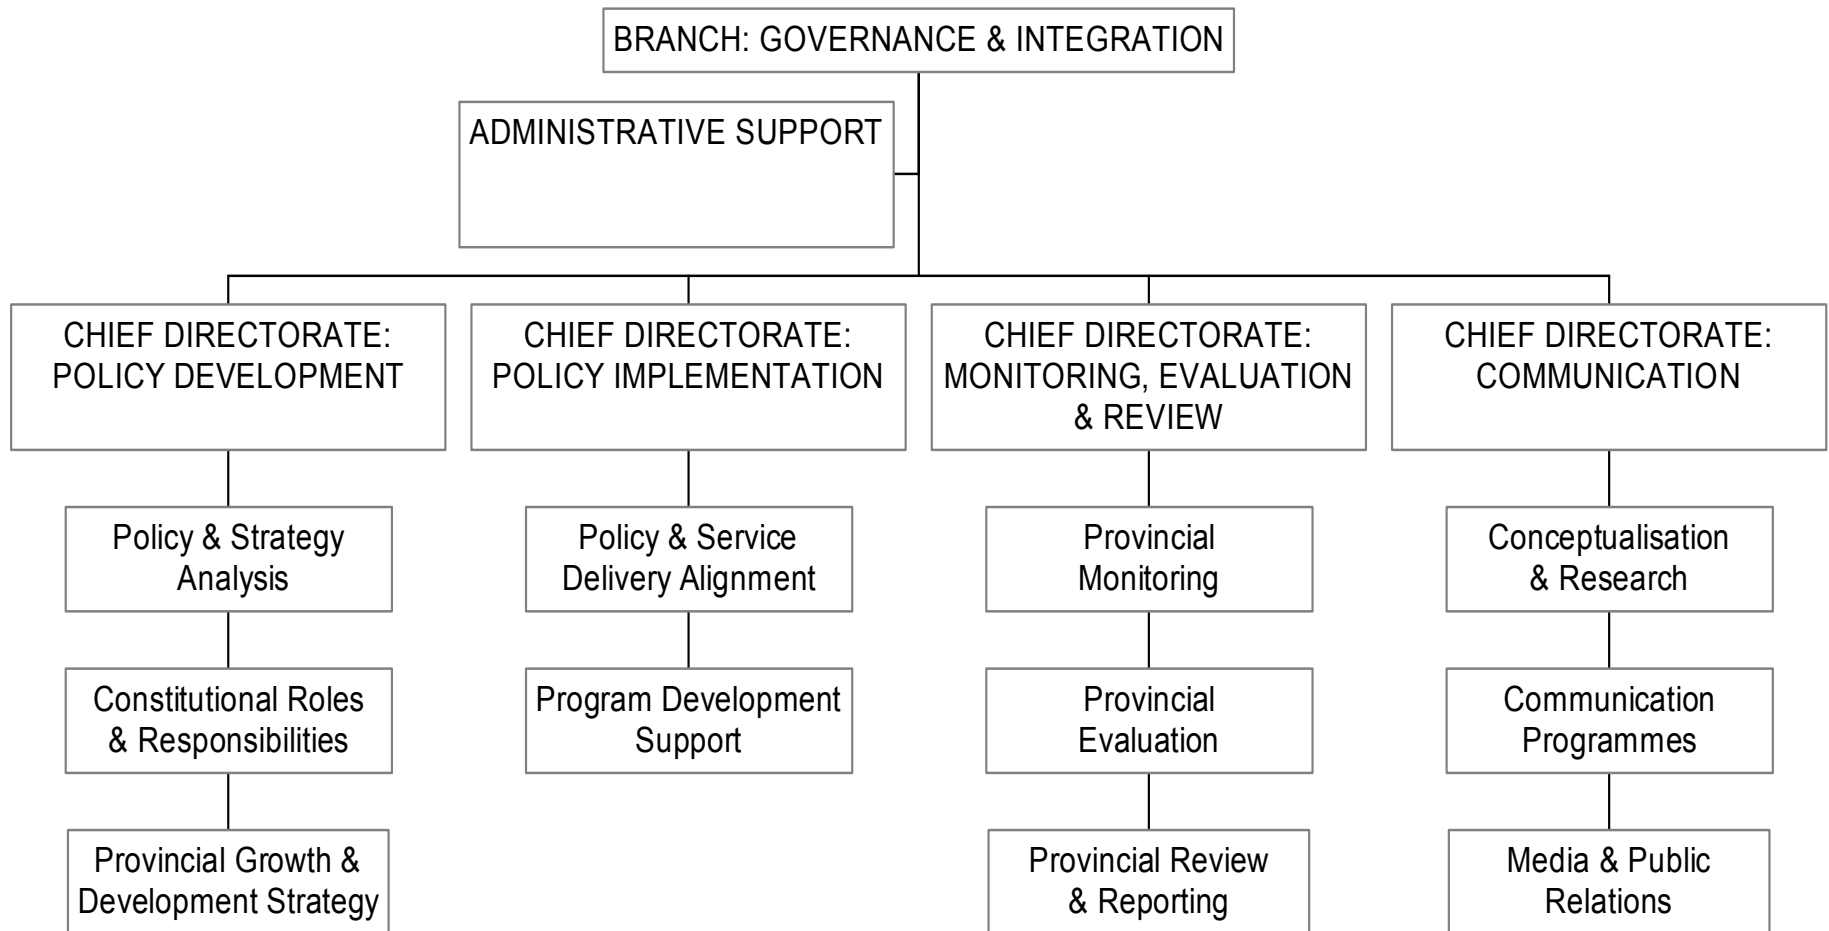 BRANCH: GOVERNANCE & INTEGRATION
ADMINISTRATIVE SUPPORT
CHIEF DIRECTORATE:
POLICY DEVELOPMENT
CHIEF DIRECTORATE:
POLICY IMPLEMENTATION
CHIEF DIRECTORATE:
MONITORING, EVALUATION
& REVIEW
CHIEF DIRECTORATE:
COMMUNICATION
Policy & Strategy
Analysis
Policy & Service
Delivery Alignment
Provincial
Monitoring
Conceptualisation
& Research
Constitutional Roles
& Responsibilities
Program Development
Support
Provincial
Evaluation
Communication
Programmes
Provincial Growth &
Development Strategy
Provincial Review
& Reporting
Media & Public
Relations